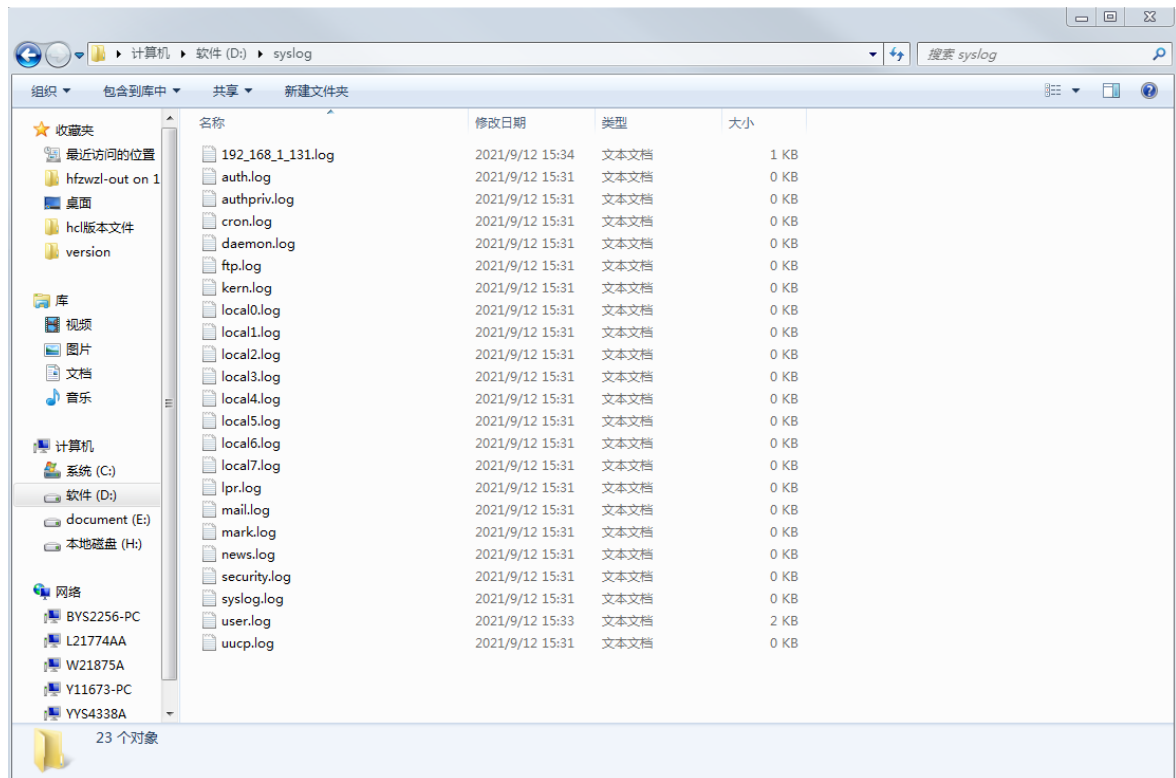 计算机 软件 (D:) syslog 搜索 syslog
组织 包含到库中 共享 新建文件夹
收藏夹
最近访问的位置
hfzwzl-out on 1
桌面
hcl版本文件
version
库
视频
图片
文档
音乐
计算机
系统 (C:)
软件 (D:)
document (E:)
本地磁盘 (H:)
网络
BYS2256-PC
L21774AA
W21875A
Y11673-PC
YYS4338A
名称 修改日期 类型 大小
192_168_1_131.log 2021/9/12 15:34 文本文档 1 KB
auth.log 2021/9/12 15:31 文本文档 0 KB
authpriv.log 2021/9/12 15:31 文本文档 0 KB
cron.log 2021/9/12 15:31 文本文档 0 KB
daemon.log 2021/9/12 15:31 文本文档 0 KB
ftp.log 2021/9/12 15:31 文本文档 0 KB
kern.log 2021/9/12 15:31 文本文档 0 KB
local0.log 2021/9/12 15:31 文本文档 0 KB
local1.log 2021/9/12 15:31 文本文档 0 KB
local2.log 2021/9/12 15:31 文本文档 0 KB
local3.log 2021/9/12 15:31 文本文档 0 KB
local4.log 2021/9/12 15:31 文本文档 0 KB
local5.log 2021/9/12 15:31 文本文档 0 KB
local6.log 2021/9/12 15:31 文本文档 0 KB
local7.log 2021/9/12 15:31 文本文档 0 KB
lpr.log 2021/9/12 15:31 文本文档 0 KB
mail.log 2021/9/12 15:31 文本文档 0 KB
mark.log 2021/9/12 15:31 文本文档 0 KB
news.log 2021/9/12 15:31 文本文档 0 KB
security.log 2021/9/12 15:31 文本文档 0 KB
syslog.log 2021/9/12 15:31 文本文档 0 KB
user.log 2021/9/12 15:33 文本文档 2 KB
uucp.log 2021/9/12 15:31 文本文档 0 KB
23 个对象